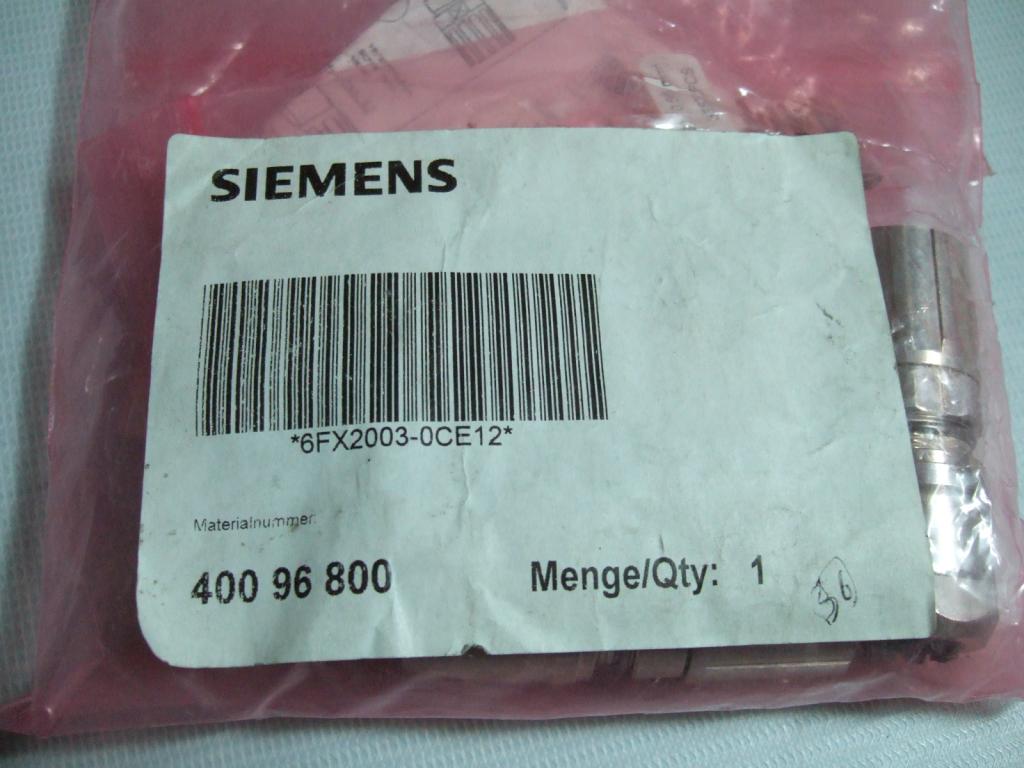 SIEMENS
*6FX2003-0CE12*
Materialnummer:
400 96 800
Menge/Qty: 1
36